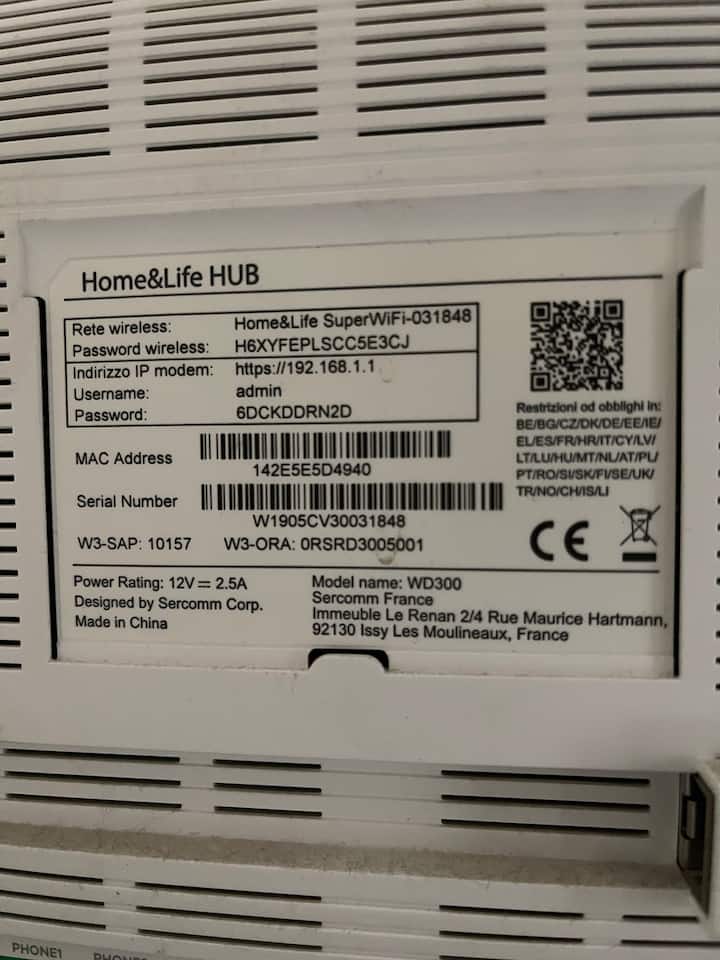 Home&Life HUB
Rete wireless: Home&Life SuperWiFi-031848
Password wireless: H6XYFEPLSCC5E3CJ
Indirizzo IP modem: https://192.168.1.1
Username: admin
Password: 6DCKDDRN2D
MAC Address
142E5E5D4940
Serial Number
W1905CV30031848
W3-SAP: 10157 W3-ORA: 0RSRD3005001
Restrizioni od obblighi in:
BE/BG/CZ/DK/DE/EE/IE/
EL/ES/FR/HR/IT/CY/LV/
LT/LU/HU/MT/NL/AT/PL/
PT/RO/SI/SK/FI/SE/UK/
TR/NO/CH/IS/LI
CE
Power Rating: 12V⎓2.5A
Designed by Sercomm Corp.
Made in China
Model name: WD300
Sercomm France
Immeuble Le Renan 2/4 Rue Maurice Hartmann,
92130 Issy Les Moulineaux, France
PHONE1